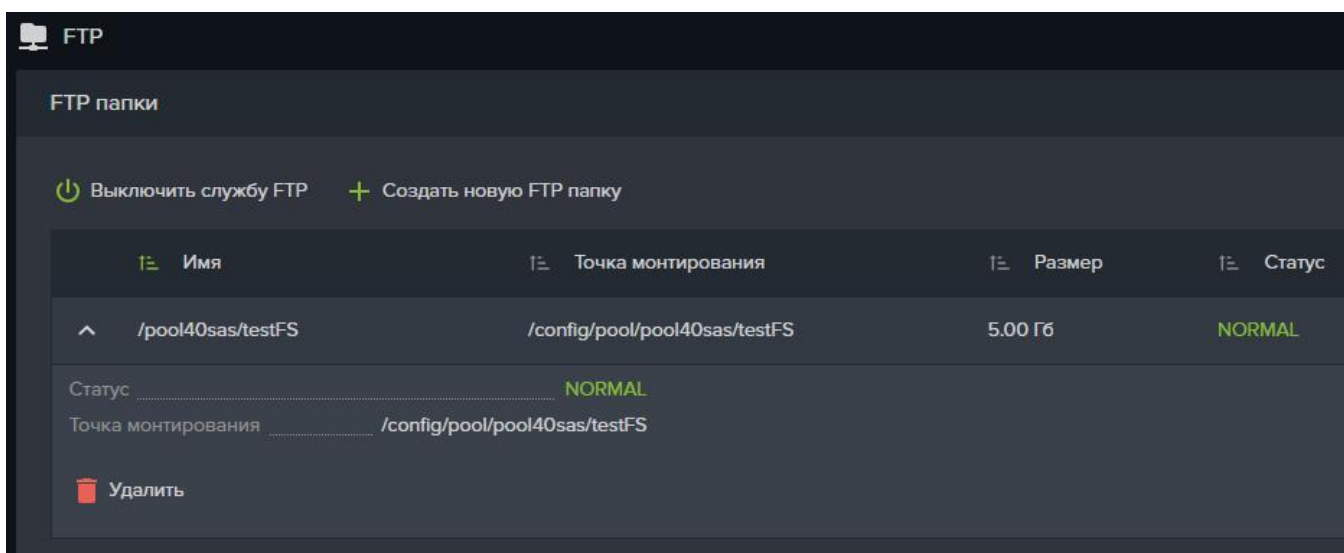 FTP
FTP папки
Выключить службу FTP Создать новую FTP папку
Имя Точка монтирования Размер Статус
/pool40sas/testFS /config/pool/pool40sas/testFS 5.00 Гб NORMAL
Статус NORMAL
Точка монтирования /config/pool/pool40sas/testFS
Удалить